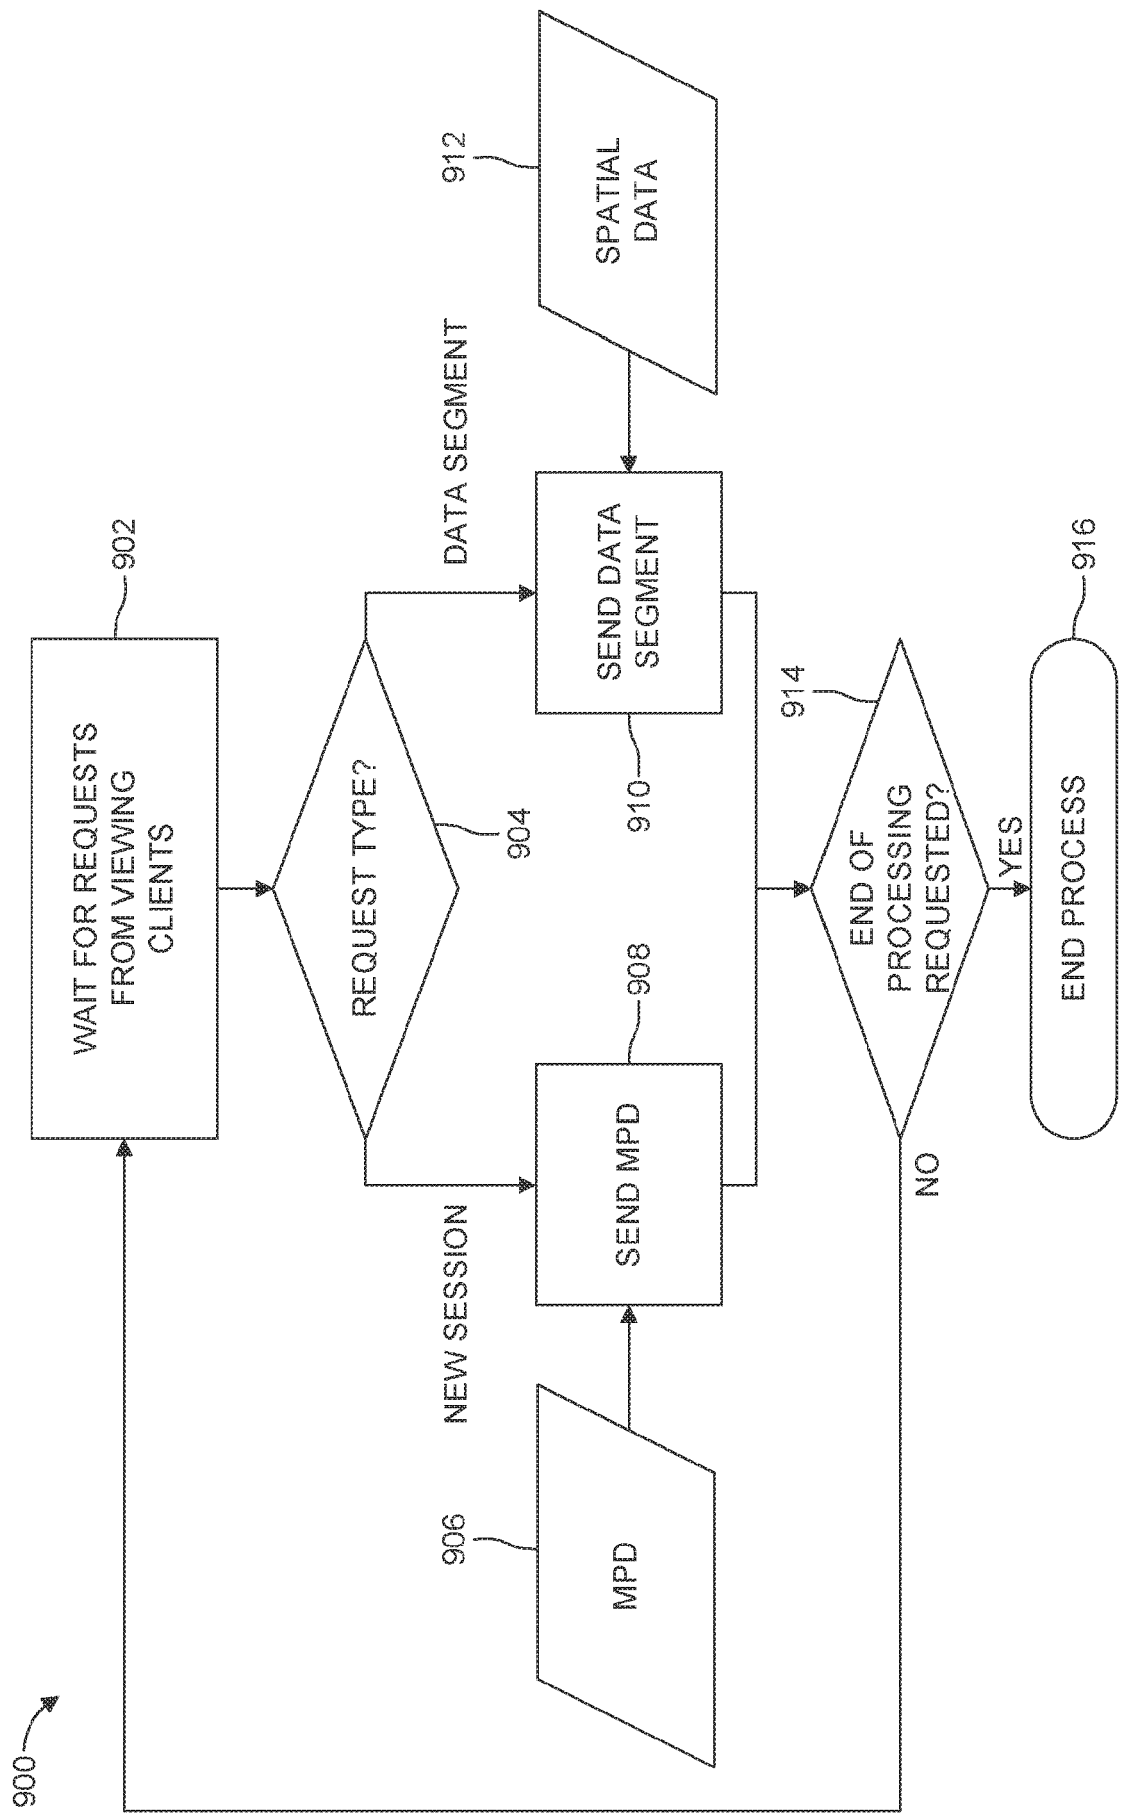 900
WAIT FOR REQUESTS
FROM VIEWING
CLIENTS
902
REQUEST TYPE?
904
NEW SESSION
DATA SEGMENT
906
MPD
SEND MPD
908
910
SEND DATA
SEGMENT
912
SPATIAL
DATA
914
END OF
PROCESSING
REQUESTED?
NO
YES
END PROCESS
916